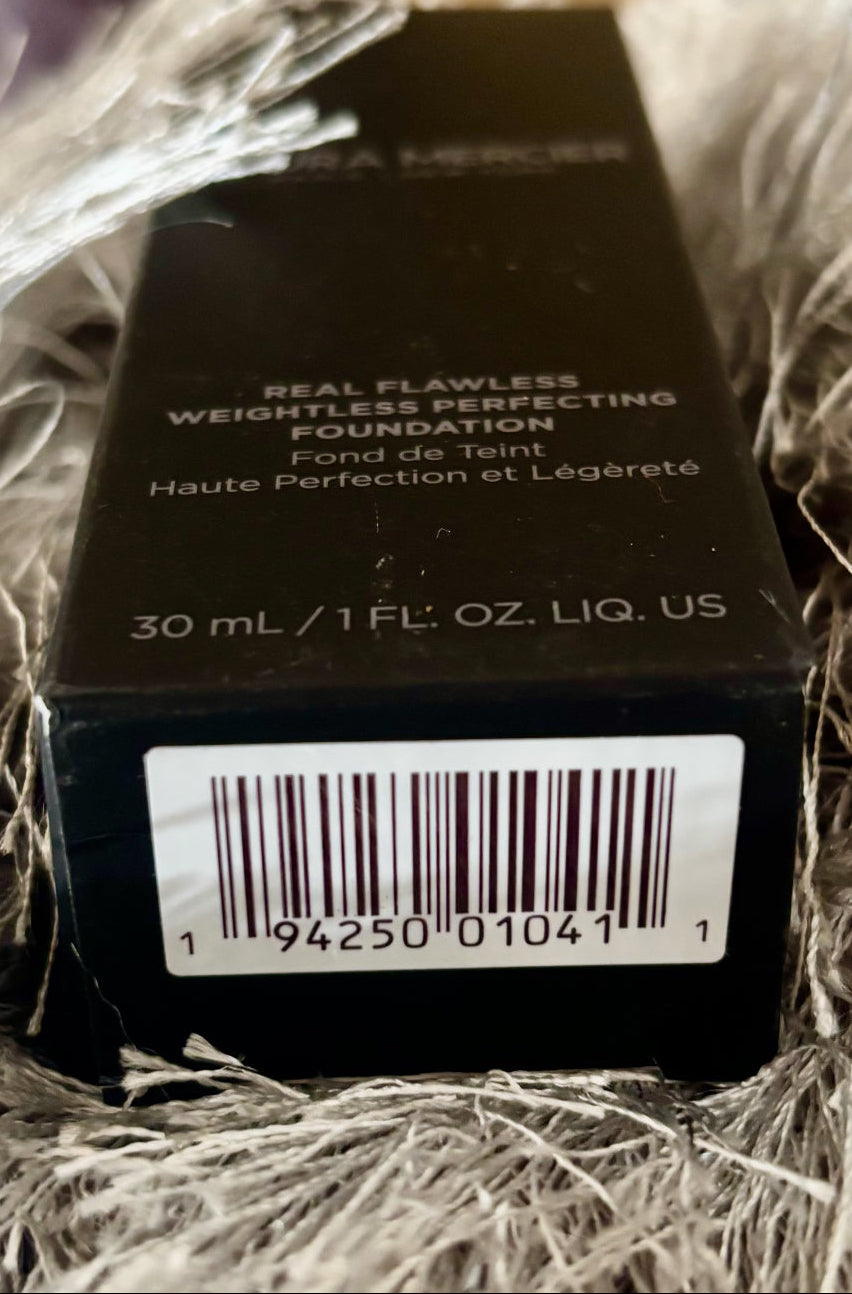 MERCIER
REAL FLAWLESS
WEIGHTLESS PERFECTING
FOUNDATION
Fond de Teint
Haute Perfection et Légèreté
30 mL / 1 FL. OZ. LIQ. US
1 94250 01041 1